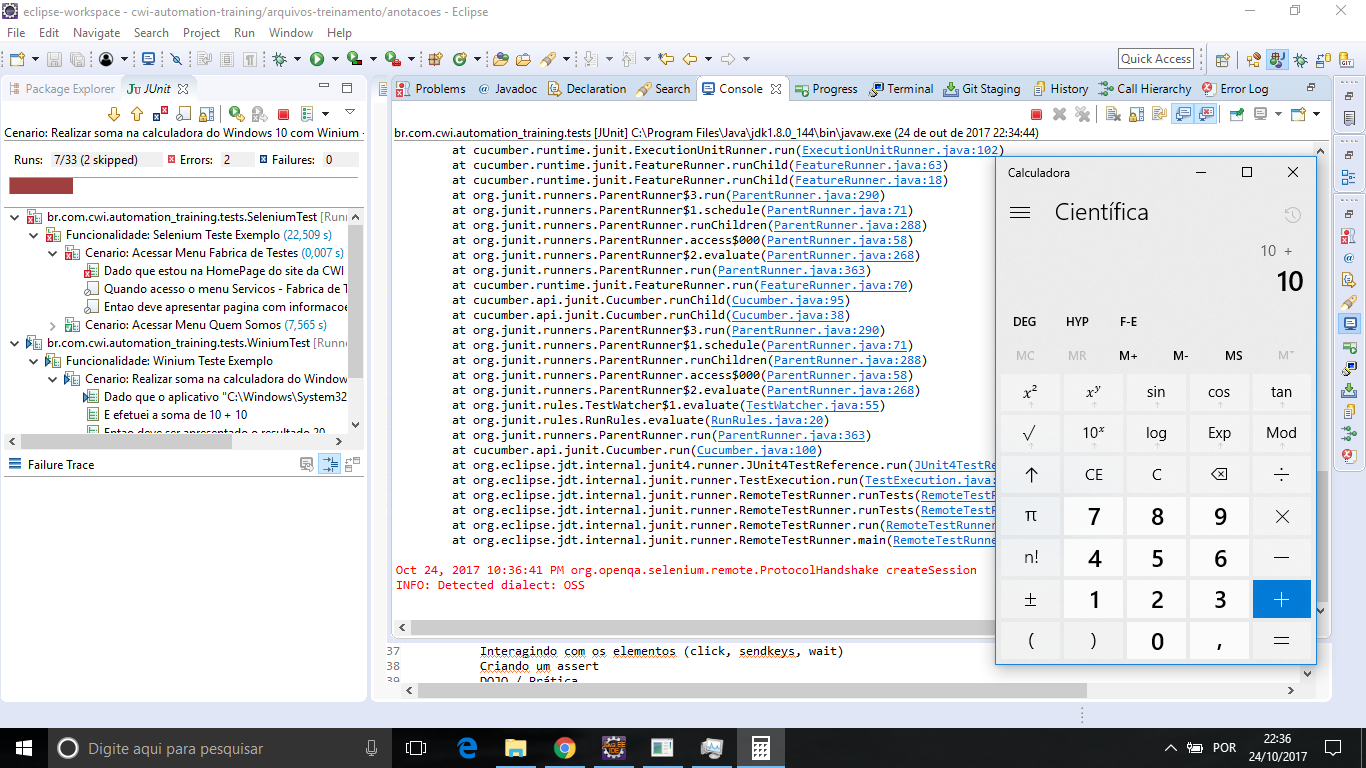 eclipse-workspace - cwi-automation-training/arquivos-treinamento/anotacoes - Eclipse
File Edit Navigate Search Project Run Window Help
Quick Access
Package Explorer JUnit
Cenario: Realizar soma na calculadora do Windows 10 com Winium -
Runs: 7/33 (2 skipped) Errors: 2 Failures: 0
br.com.cwi.automation_training.tests.SeleniumTest [Runn
Funcionalidade: Selenium Teste Exemplo (22,509 s)
Cenario: Acessar Menu Fabrica de Testes (0,007 s)
Dado que estou na HomePage do site da CWI
Quando acesso o menu Servicos - Fabrica de T
Entao deve apresentar pagina com informacoe
Cenario: Acessar Menu Quem Somos (7,565 s)
br.com.cwi.automation_training.tests.WiniumTest [Runne
Funcionalidade: Winium Teste Exemplo
Cenario: Realizar soma na calculadora do Window
Dado que o aplicativo "C:\Windows\System32
E efetuei a soma de 10 + 10
Entao deve ser apresentado o resultado 20
Failure Trace
Problems Javadoc Declaration Search Console Progress Terminal Git Staging History Call Hierarchy Error Log
br.com.cwi.automation_training.tests [JUnit] C:\Program Files\Java\jdk1.8.0_144\bin\javaw.exe (24 de out de 2017 22:34:44)
at cucumber.runtime.junit.ExecutionUnitRunner.run(ExecutionUnitRunner.java:102)
at cucumber.runtime.junit.FeatureRunner.runChild(FeatureRunner.java:63)
at cucumber.runtime.junit.FeatureRunner.runChild(FeatureRunner.java:18)
at org.junit.runners.ParentRunner$3.run(ParentRunner.java:290)
at org.junit.runners.ParentRunner$1.schedule(ParentRunner.java:71)
at org.junit.runners.ParentRunner.runChildren(ParentRunner.java:288)
at org.junit.runners.ParentRunner.access$000(ParentRunner.java:58)
at org.junit.runners.ParentRunner$2.evaluate(ParentRunner.java:268)
at org.junit.runners.ParentRunner.run(ParentRunner.java:363)
at cucumber.runtime.junit.FeatureRunner.run(FeatureRunner.java:70)
at cucumber.api.junit.Cucumber.runChild(Cucumber.java:95)
at cucumber.api.junit.Cucumber.runChild(Cucumber.java:38)
at org.junit.runners.ParentRunner$3.run(ParentRunner.java:290)
at org.junit.runners.ParentRunner$1.schedule(ParentRunner.java:71)
at org.junit.runners.ParentRunner.runChildren(ParentRunner.java:288)
at org.junit.runners.ParentRunner.access$000(ParentRunner.java:58)
at org.junit.runners.ParentRunner$2.evaluate(ParentRunner.java:268)
at org.junit.rules.TestWatcher$1.evaluate(TestWatcher.java:55)
at org.junit.rules.RunRules.evaluate(RunRules.java:20)
at org.junit.runners.ParentRunner.run(ParentRunner.java:363)
at cucumber.api.junit.Cucumber.run(Cucumber.java:100)
at org.eclipse.jdt.internal.junit4.runner.JUnit4TestReference.run(JUnit4TestRe
at org.eclipse.jdt.internal.junit.runner.TestExecution.run(TestExecution.java:
at org.eclipse.jdt.internal.junit.runner.RemoteTestRunner.runTests(RemoteTestR
at org.eclipse.jdt.internal.junit.runner.RemoteTestRunner.runTests(RemoteTestR
at org.eclipse.jdt.internal.junit.runner.RemoteTestRunner.run(RemoteTestRunner
at org.eclipse.jdt.internal.junit.runner.RemoteTestRunner.main(RemoteTestRunne
Oct 24, 2017 10:36:41 PM org.openqa.selenium.remote.ProtocolHandshake createSession
INFO: Detected dialect: OSS
37 Interagindo com os elementos (click, sendkeys, wait)
38 Criando um assert
39 DOJO / Prática
Calculadora
Científica
10 +
10
DEG HYP F-E
MC MR M+ M- MS M˅
x² xʸ sin cos tan
√ 10ˣ log Exp Mod
↑ CE C ⌫ ÷
π 7 8 9 ×
n! 4 5 6 −
± 1 2 3 +
( ) 0 , =
Digite aqui para pesquisar
POR
22:36
24/10/2017